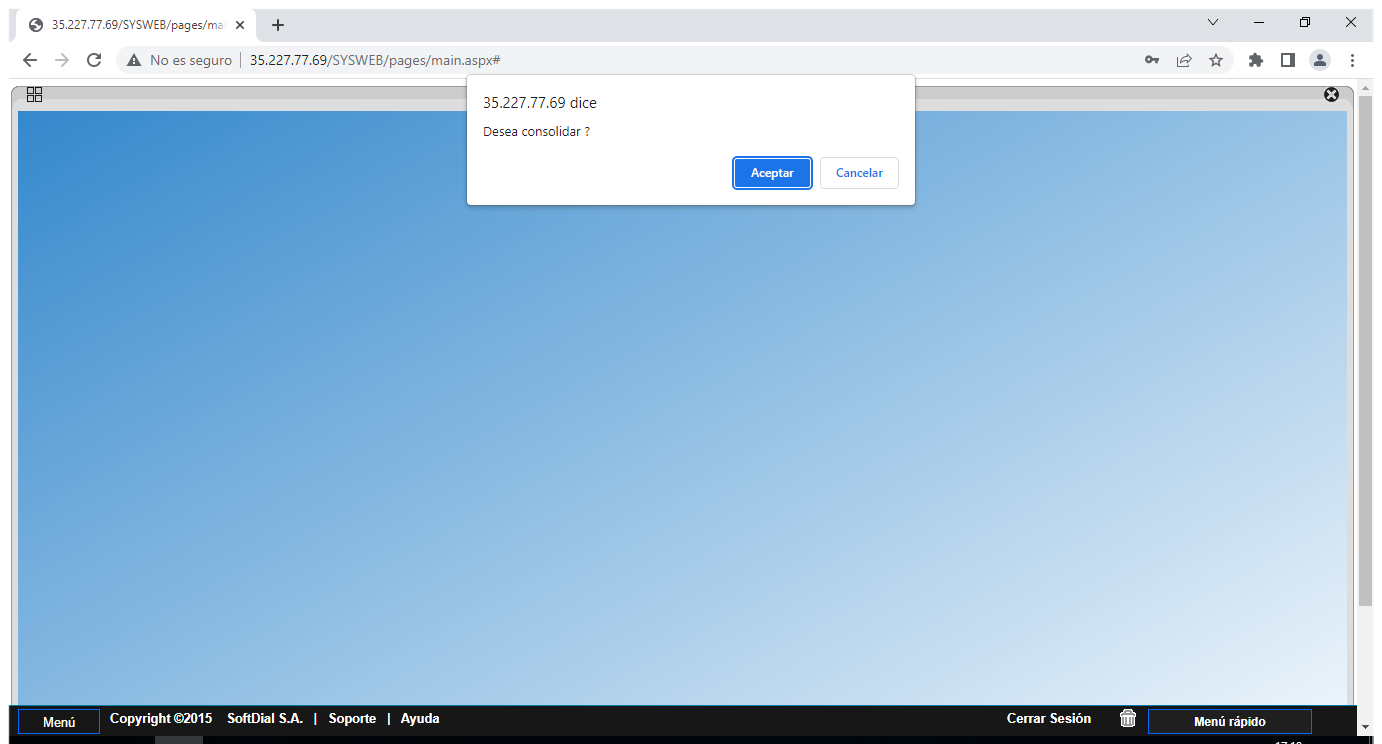 35.227.77.69/SYSWEB/pages/mai
No es seguro | 35.227.77.69/SYSWEB/pages/main.aspx#
35.227.77.69 dice
Desea consolidar ?
Aceptar Cancelar
Menú Copyright ©2015 SoftDial S.A. | Soporte | Ayuda Cerrar Sesión Menú rápido